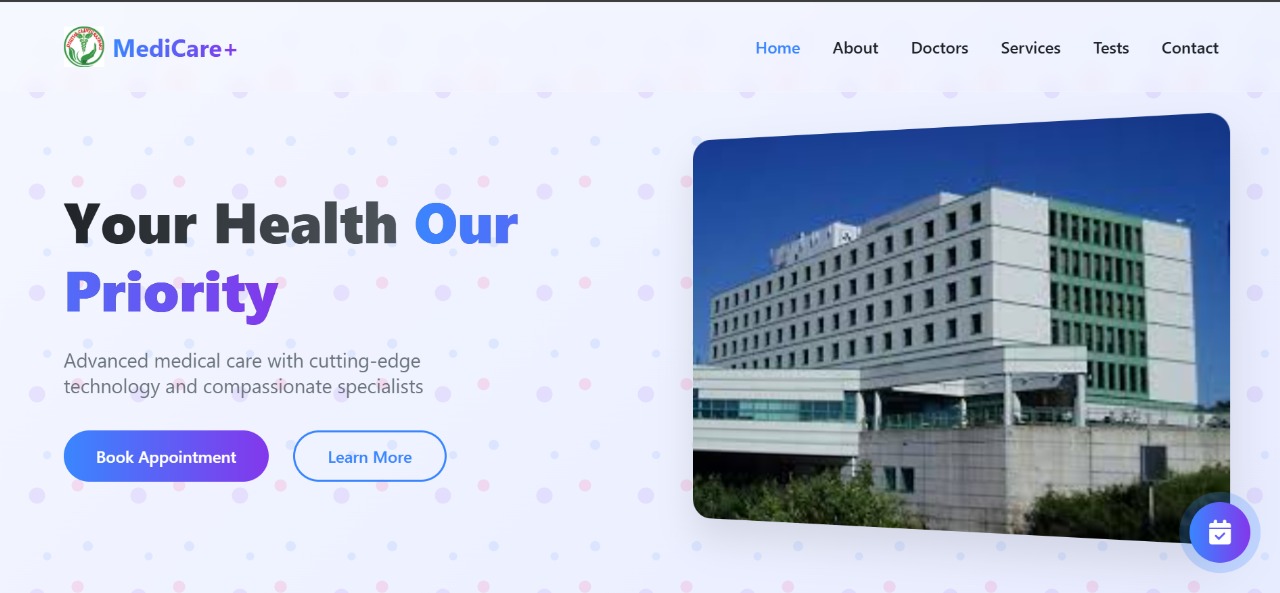 MediCare+
Home
About
Doctors
Services
Tests
Contact
Your Health Our
Priority
Advanced medical care with cutting-edge
technology and compassionate specialists
Book Appointment
Learn More